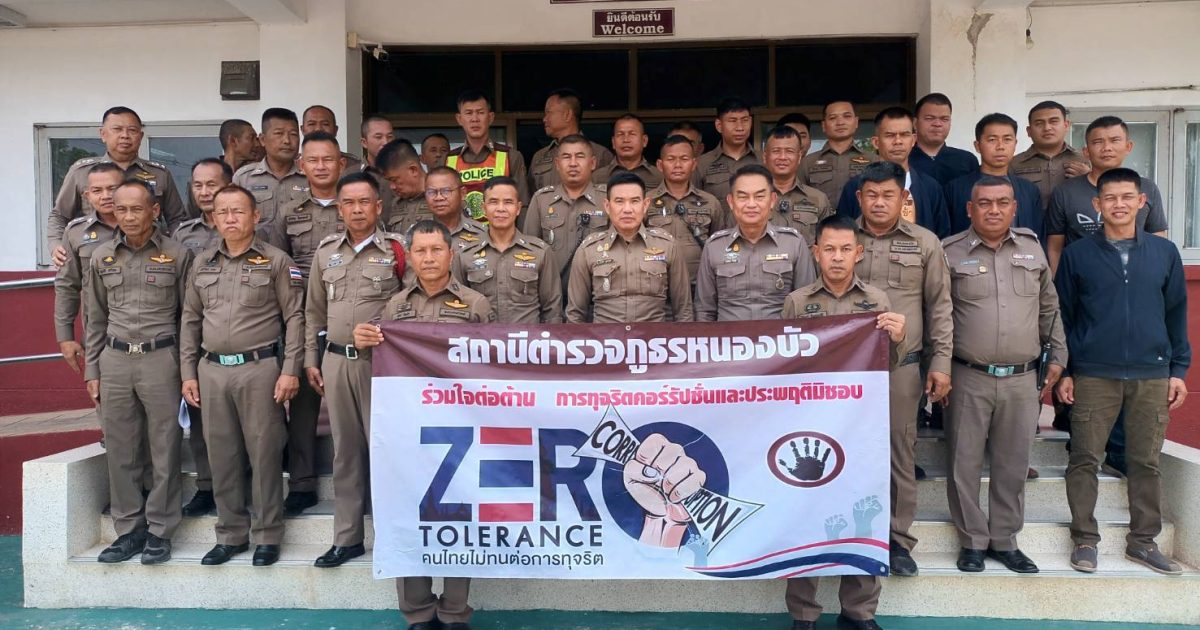 ยินดีต้อนรับ
Welcome
POLICE
สถานีตำรวจภูธรหนองบัว
ร่วมใจต่อต้าน การทุจริตคอร์รัปชั่นและประพฤติมิชอบ
ZERO
CORRUPTION
TOLERANCE
คนไทยไม่ทนต่อการทุจริต